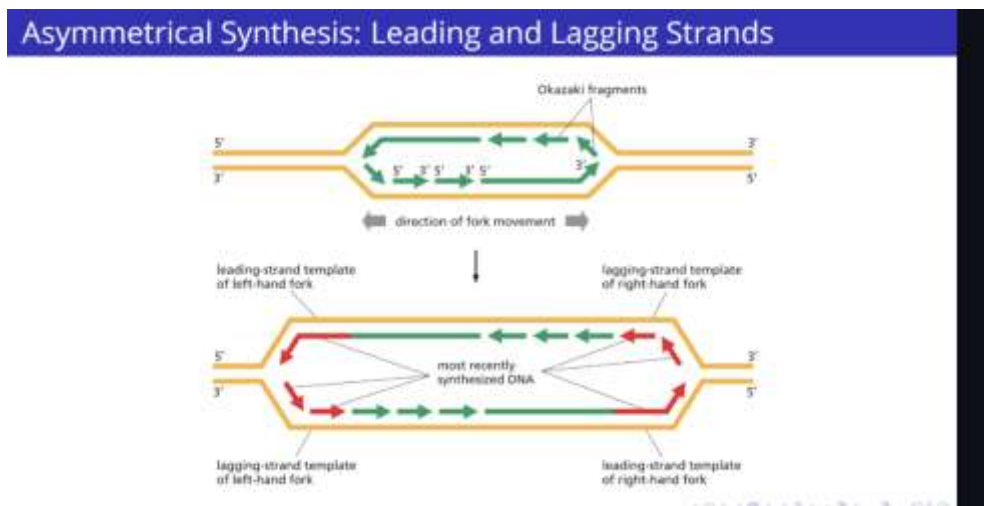 Asymmetrical Synthesis: Leading and Lagging Strands
Okazaki fragments
5' 3'
3' 5'
3'
5' 3' 5' 3' 5'
direction of fork movement
leading-strand template
of left-hand fork
lagging-strand template
of right-hand fork
5' 3'
most recently
synthesized DNA
3' 5'
lagging-strand template
of left-hand fork
leading-strand template
of right-hand fork